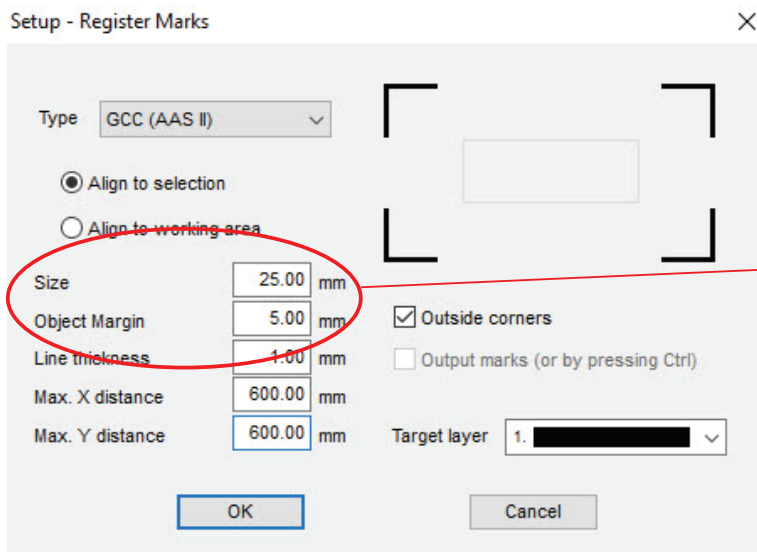 Setup - Register Marks
Type GCC (AAS II)
Align to selection
Align to working area
Size 25.00 mm
Object Margin 5.00 mm
Outside corners
Line thickness 1.00 mm
Output marks (or by pressing Ctrl)
Max. X distance 600.00 mm
Max. Y distance 600.00 mm
Target layer 1.
OK Cancel